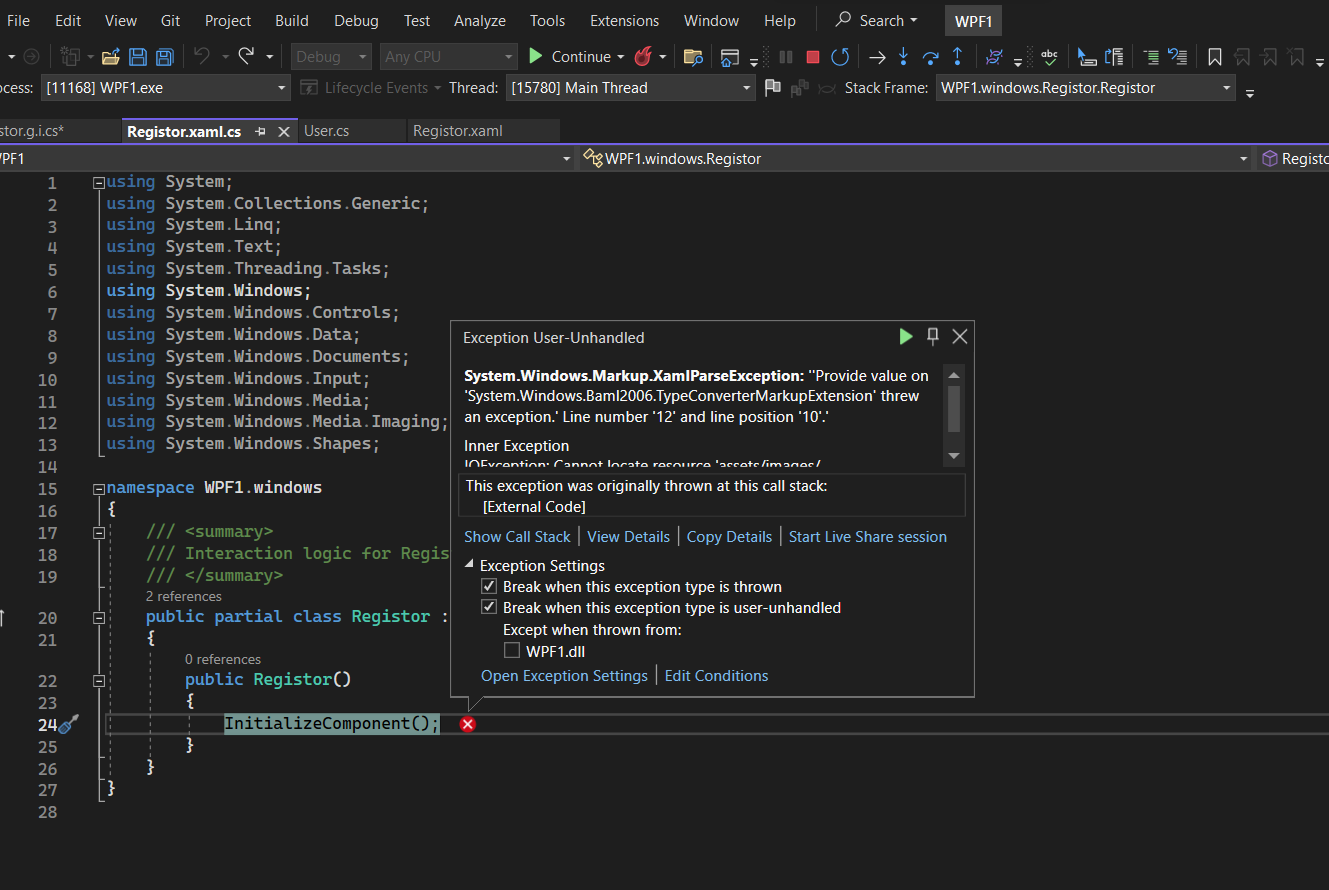 File Edit View Git Project Build Debug Test Analyze Tools Extensions Window Help Search WPF1
Debug Any CPU Continue abc
cess: [11168] WPF1.exe Lifecycle Events Thread: [15780] Main Thread Stack Frame: WPF1.windows.Registor.Registor
stor.g.i.cs* Registor.xaml.cs User.cs Registor.xaml
WPF1 WPF1.windows.Registor Registo
1 using System;
2 using System.Collections.Generic;
3 using System.Linq;
4 using System.Text;
5 using System.Threading.Tasks;
6 using System.Windows;
7 using System.Windows.Controls;
8 using System.Windows.Data;
9 using System.Windows.Documents;
10 using System.Windows.Input;
11 using System.Windows.Media;
12 using System.Windows.Media.Imaging;
13 using System.Windows.Shapes;
14
15 namespace WPF1.windows
16 {
17 /// <summary>
18 /// Interaction logic for Regis
19 /// </summary>
2 references
20 public partial class Registor :
21 {
0 references
22 public Registor()
23 {
24 InitializeComponent();
25 }
26 }
27 }
28
Exception User-Unhandled
System.Windows.Markup.XamlParseException: ''Provide value on
'System.Windows.Baml2006.TypeConverterMarkupExtension' threw
an exception.' Line number '12' and line position '10'.'
Inner Exception
IOException: Cannot locate resource 'assets/images/
This exception was originally thrown at this call stack:
[External Code]
Show Call Stack View Details Copy Details Start Live Share session
Exception Settings
Break when this exception type is thrown
Break when this exception type is user-unhandled
Except when thrown from:
WPF1.dll
Open Exception Settings Edit Conditions